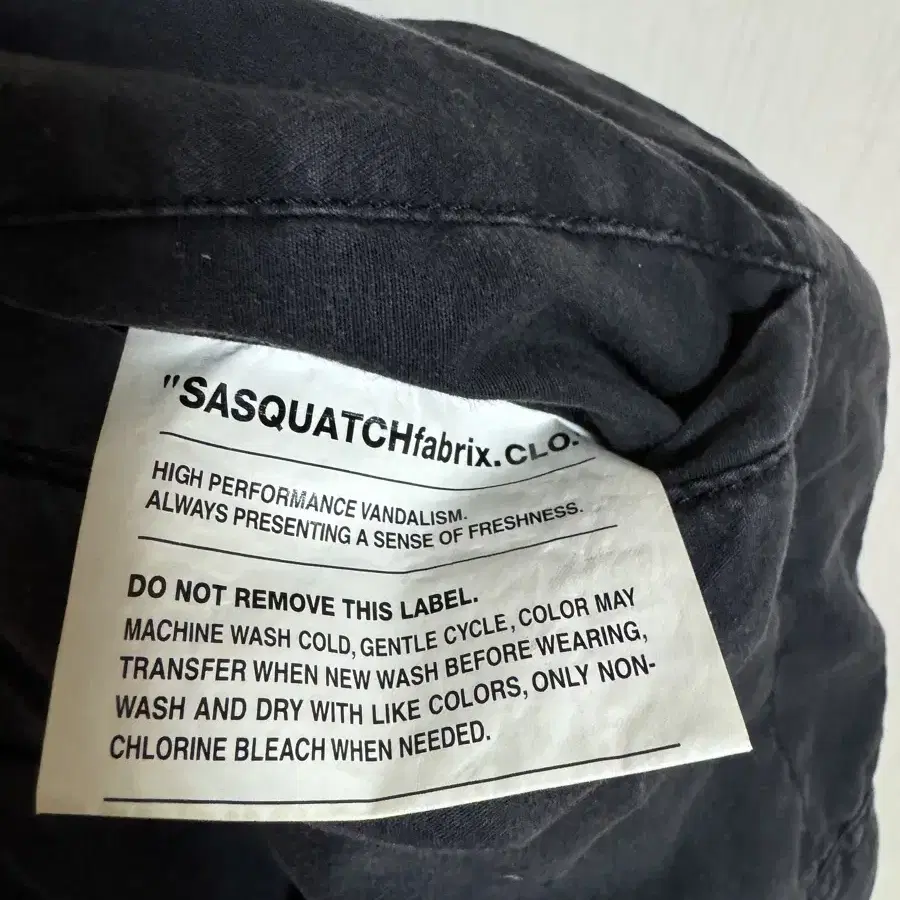 "SASQUATCHfabrix.CLO.
HIGH PERFORMANCE VANDALISM.
ALWAYS PRESENTING A SENSE OF FRESHNESS.
DO NOT REMOVE THIS LABEL.
MACHINE WASH COLD, GENTLE CYCLE, COLOR MAY
TRANSFER WHEN NEW WASH BEFORE WEARING,
WASH AND DRY WITH LIKE COLORS, ONLY NON-
CHLORINE BLEACH WHEN NEEDED.